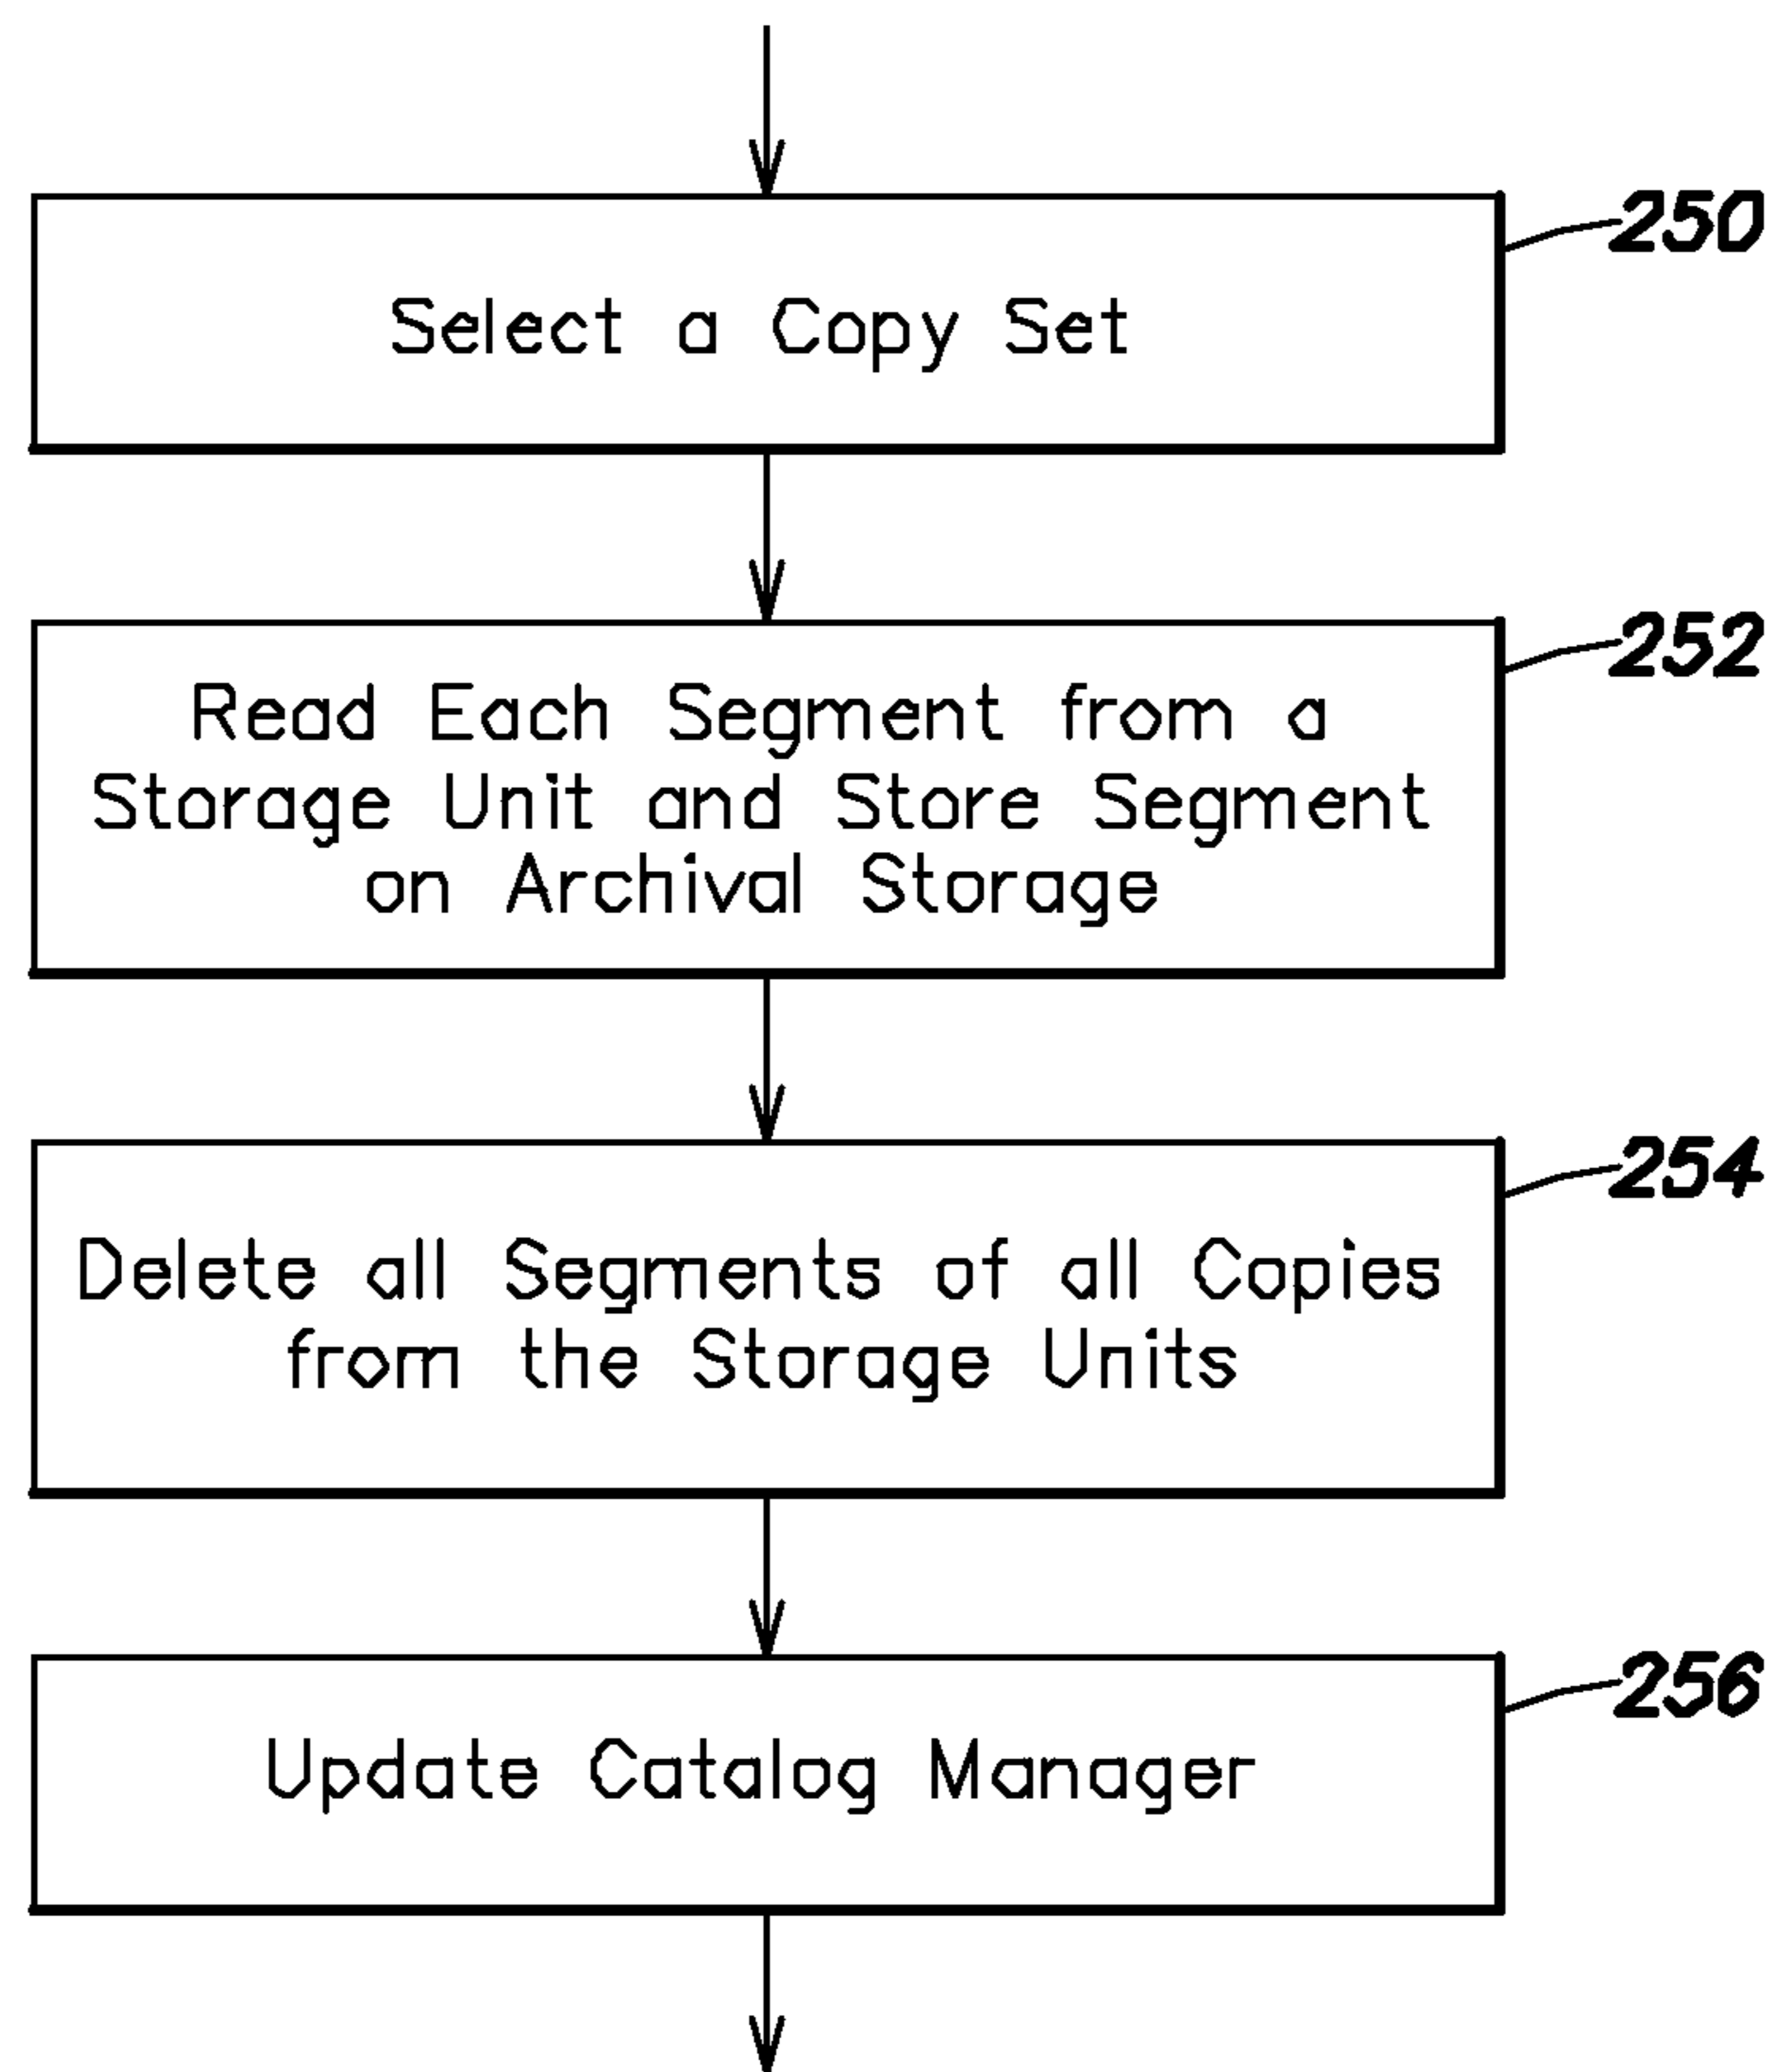 250
Select a Copy Set
252
Read Each Segment from a
Storage Unit and Store Segment
on Archival Storage
254
Delete all Segments of all Copies
from the Storage Units
256
Update Catalog Manager